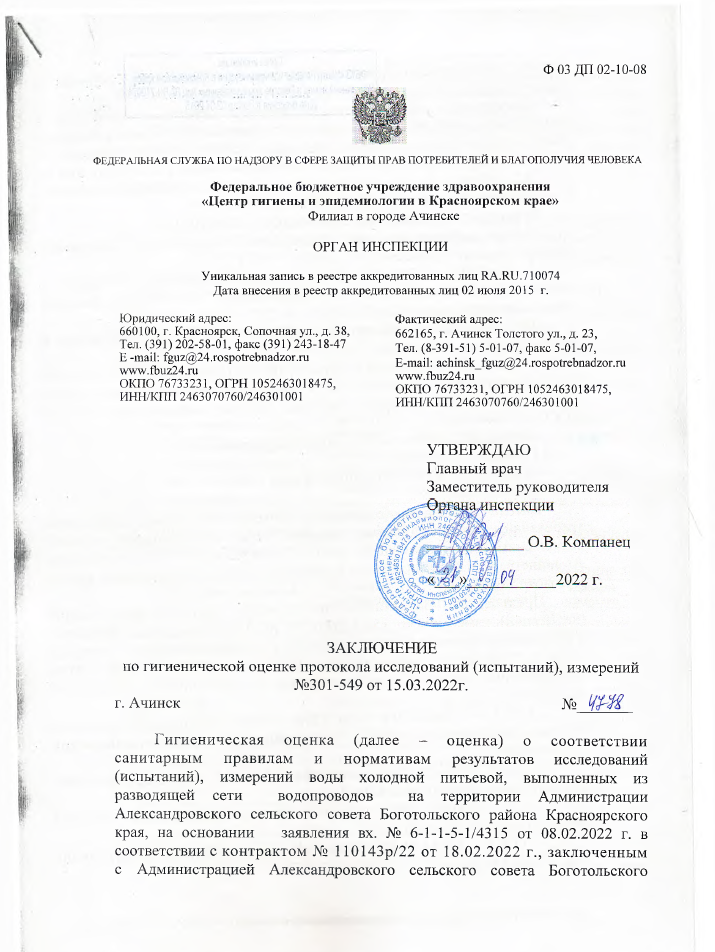 Ф 03 ДП 02-10-08
ФЕДЕРАЛЬНАЯ СЛУЖБА ПО НАДЗОРУ В СФЕРЕ ЗАЩИТЫ ПРАВ ПОТРЕБИТЕЛЕЙ И БЛАГОПОЛУЧИЯ ЧЕЛОВЕКА
Федеральное бюджетное учреждение здравоохранения
«Центр гигиены и эпидемиологии в Красноярском крае»
Филиал в городе Ачинске
ОРГАН ИНСПЕКЦИИ
Уникальная запись в реестре аккредитованных лиц RA.RU.710074
Дата внесения в реестр аккредитованных лиц 02 июля 2015 г.
Юридический адрес:
660100, г. Красноярск, Сопочная ул., д. 38,
Тел. (391) 202-58-01, факс (391) 243-18-47
E -mail: fguz@24.rospotrebnadzor.ru
www.fbuz24.ru
ОКПО 76733231, ОГРН 1052463018475,
ИНН/КПП 2463070760/246301001
Фактический адрес:
662165, г. Ачинск Толстого ул., д. 23,
Тел. (8-391-51) 5-01-07, факс 5-01-07,
E-mail: achinsk_fguz@24.rospotrebnadzor.ru
www.fbuz24.ru
ОКПО 76733231, ОГРН 1052463018475,
ИНН/КПП 2463070760/246301001
УТВЕРЖДАЮ
Главный врач
Заместитель руководителя
Органа инспекции
О.В. Компанец
«21» 04 2022 г.
ЗАКЛЮЧЕНИЕ
по гигиенической оценке протокола исследований (испытаний), измерений
№301-549 от 15.03.2022г.
г. Ачинск № 4778
Гигиеническая оценка (далее – оценка) о соответствии
санитарным правилам и нормативам результатов исследований
(испытаний), измерений воды холодной питьевой, выполненных из
разводящей сети водопроводов на территории Администрации
Александровского сельского совета Боготольского района Красноярского
края, на основании заявления вх. № 6-1-1-5-1/4315 от 08.02.2022 г. в
соответствии с контрактом № 110143р/22 от 18.02.2022 г., заключенным
с Администрацией Александровского сельского совета Боготольского